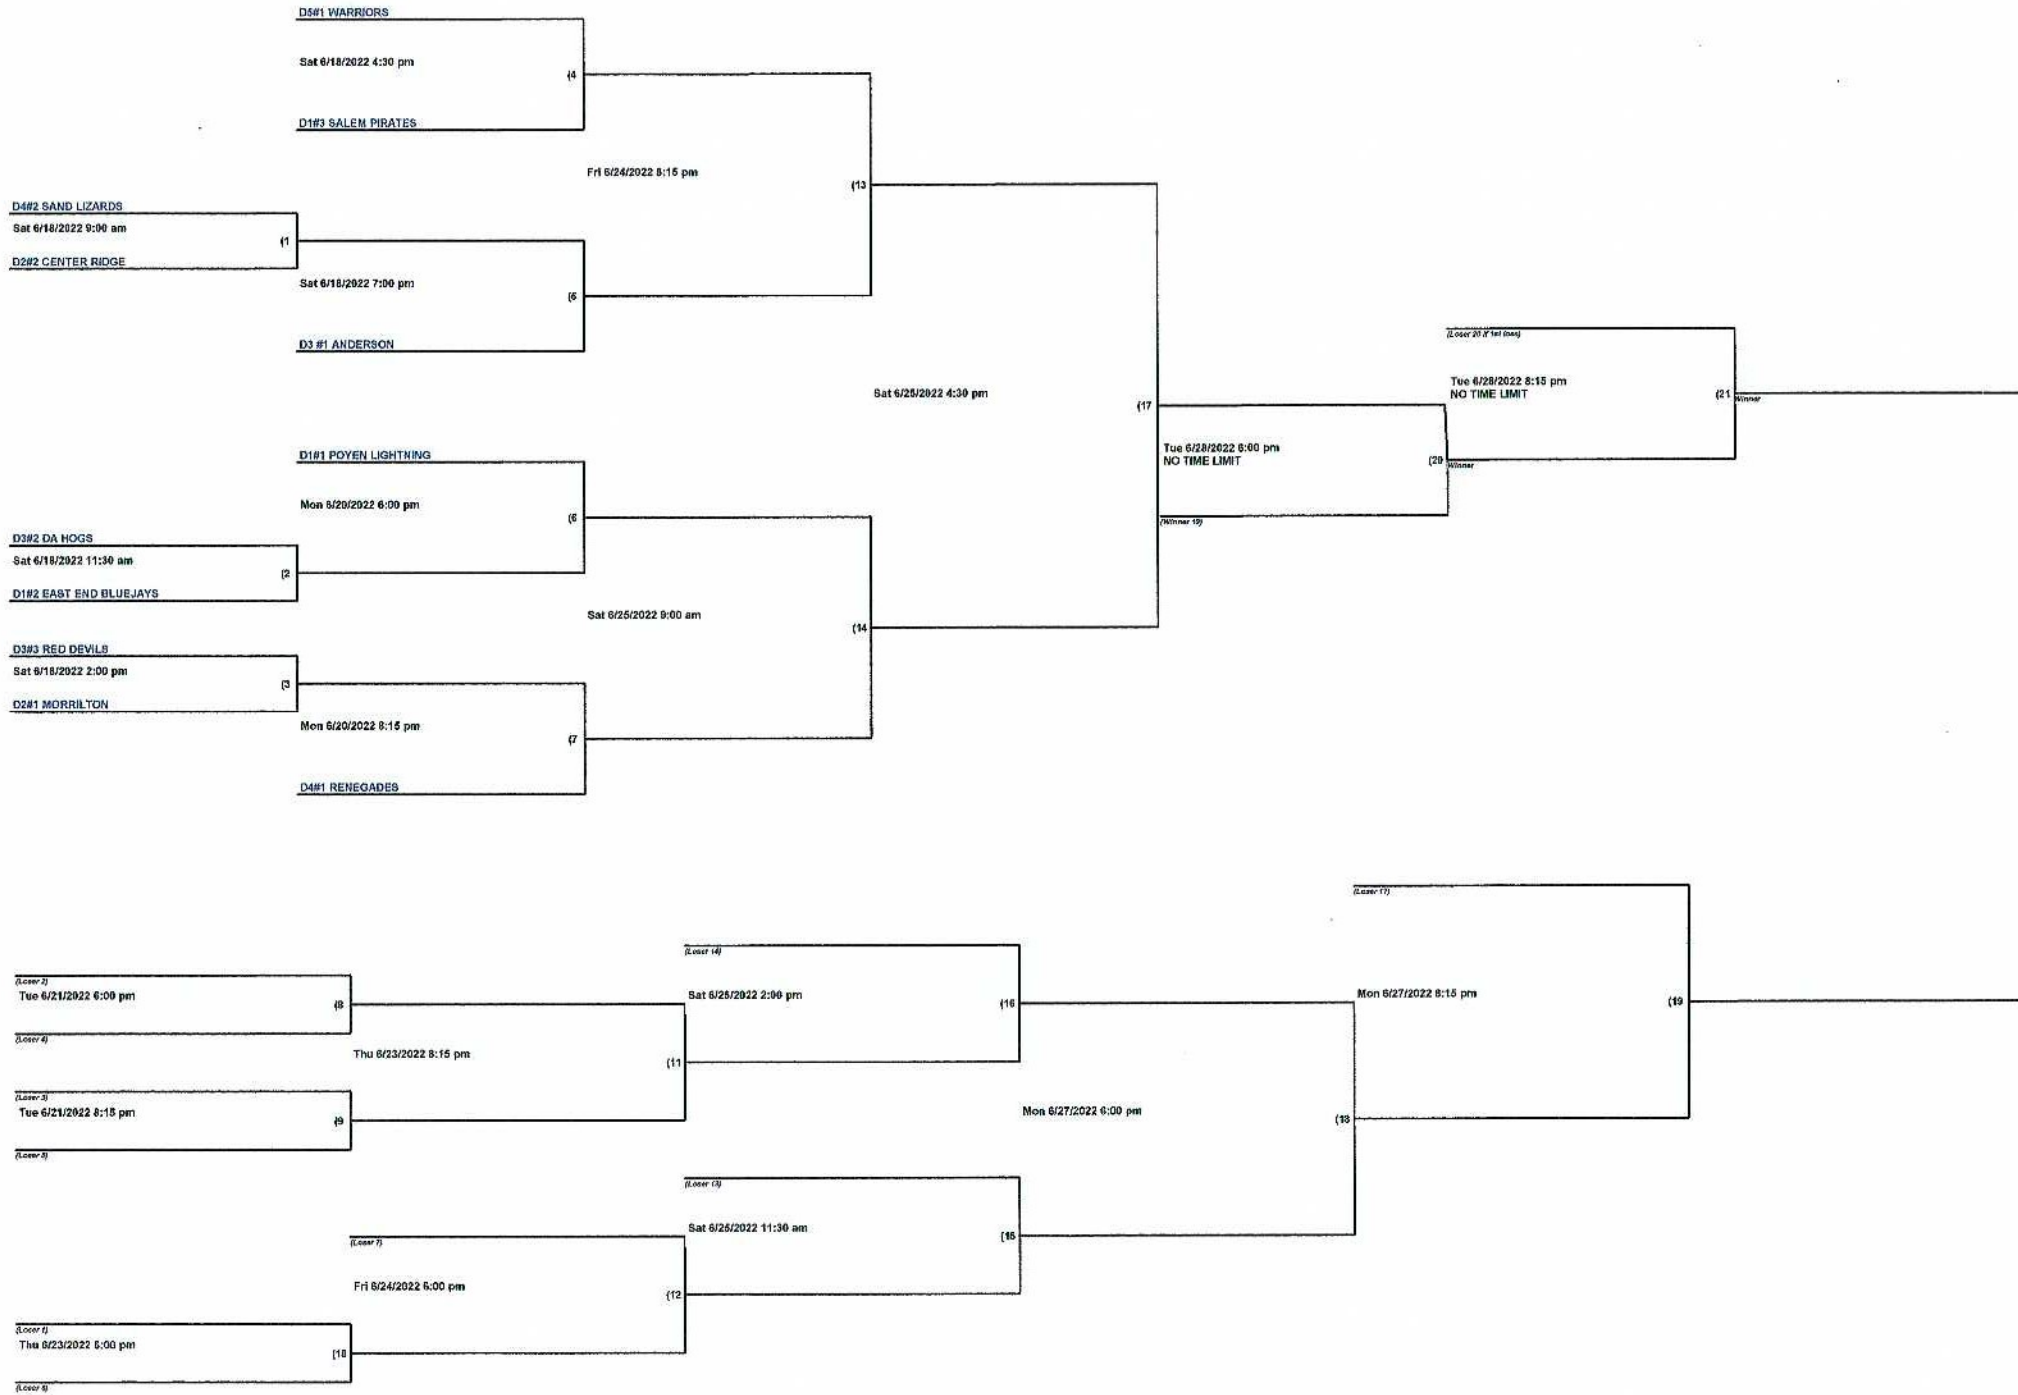 D5#1 WARRIORS
Sat 6/18/2022 4:30 pm
(4
D1#3 SALEM PIRATES
Fri 6/24/2022 8:15 pm
(13
D4#2 SAND LIZARDS
Sat 6/18/2022 9:00 am
(1
D2#2 CENTER RIDGE
Sat 6/18/2022 7:00 pm
(5
D3 #1 ANDERSON
(Loser 20 if 1st loss)
Tue 6/28/2022 8:15 pm
NO TIME LIMIT
(21
Winner
Sat 6/25/2022 4:30 pm
(17
Tue 6/28/2022 6:00 pm
NO TIME LIMIT
(20
Winner
(Winner 19)
D1#1 POYEN LIGHTNING
Mon 6/20/2022 6:00 pm
(6
D3#2 DA HOGS
Sat 6/18/2022 11:30 am
(2
D1#2 EAST END BLUEJAYS
Sat 6/25/2022 9:00 am
(14
D3#3 RED DEVILS
Sat 6/18/2022 2:00 pm
(3
D2#1 MORRILTON
Mon 6/20/2022 8:15 pm
(7
D4#1 RENEGADES
(Loser 17)
(Loser 14)
(Loser 2)
Tue 6/21/2022 6:00 pm
(8
Sat 6/25/2022 2:00 pm
(16
Mon 6/27/2022 8:15 pm
(19
(Loser 4)
Thu 6/23/2022 8:15 pm
(11
(Loser 3)
Tue 6/21/2022 8:15 pm
(9
Mon 6/27/2022 6:00 pm
(18
(Loser 5)
(Loser 13)
Sat 6/25/2022 11:30 am
(15
(Loser 7)
Fri 6/24/2022 6:00 pm
(12
(Loser 1)
Thu 6/23/2022 6:00 pm
(10
(Loser 6)